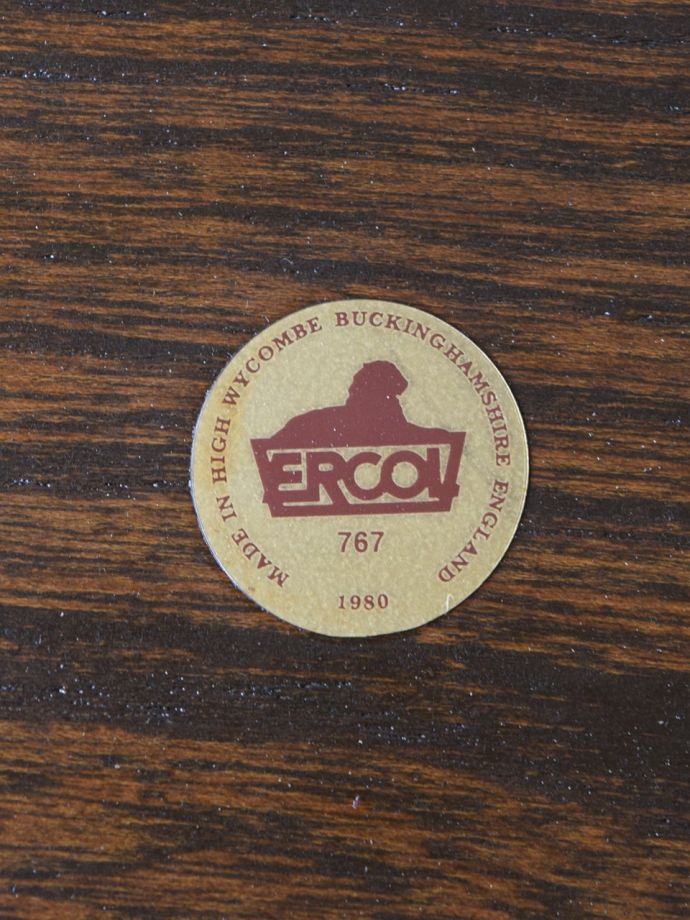 MADE IN HIGH WYCOMBE BUCKINGHAMSHIRE ENGLAND
ERCOL
767
1980